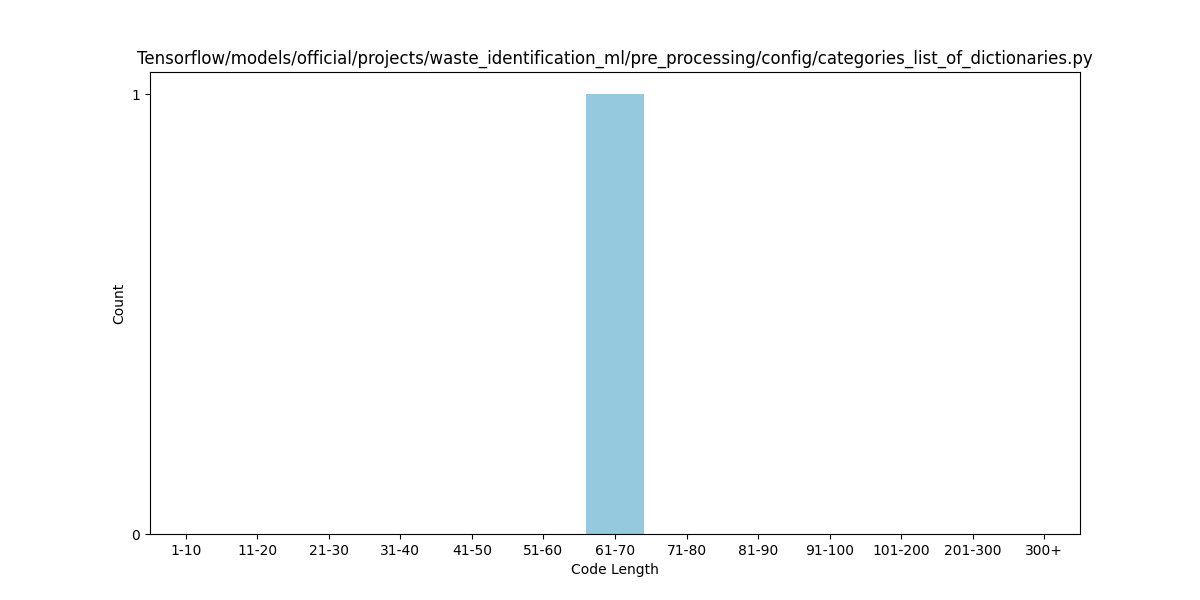 Tensorflow/models/official/projects/waste_identification_ml/pre_processing/config/categories_list_of_dictionaries.py
1
Count
0
1-10 11-20 21-30 31-40 41-50 51-60 61-70 71-80 81-90 91-100 101-200 201-300 300+
Code Length